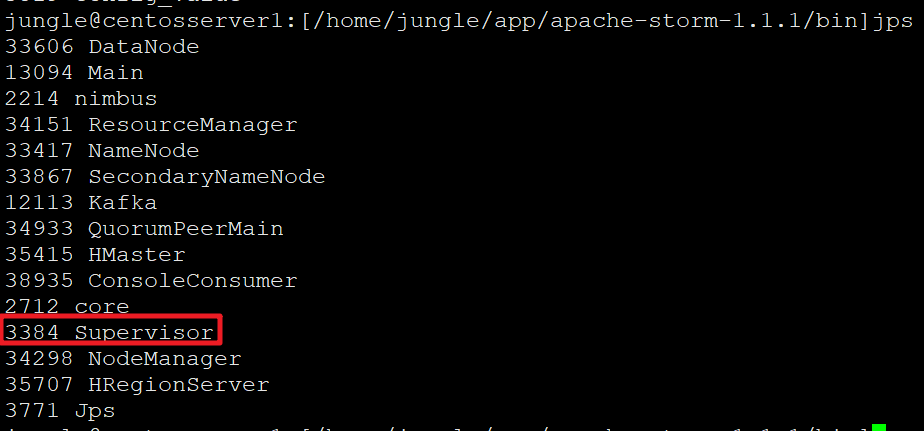 jungle@centosserver1:[/home/jungle/app/apache-storm-1.1.1/bin]jps
33606 DataNode
13094 Main
2214 nimbus
34151 ResourceManager
33417 NameNode
33867 SecondaryNameNode
12113 Kafka
34933 QuorumPeerMain
35415 HMaster
38935 ConsoleConsumer
2712 core
3384 Supervisor
34298 NodeManager
35707 HRegionServer
3771 Jps